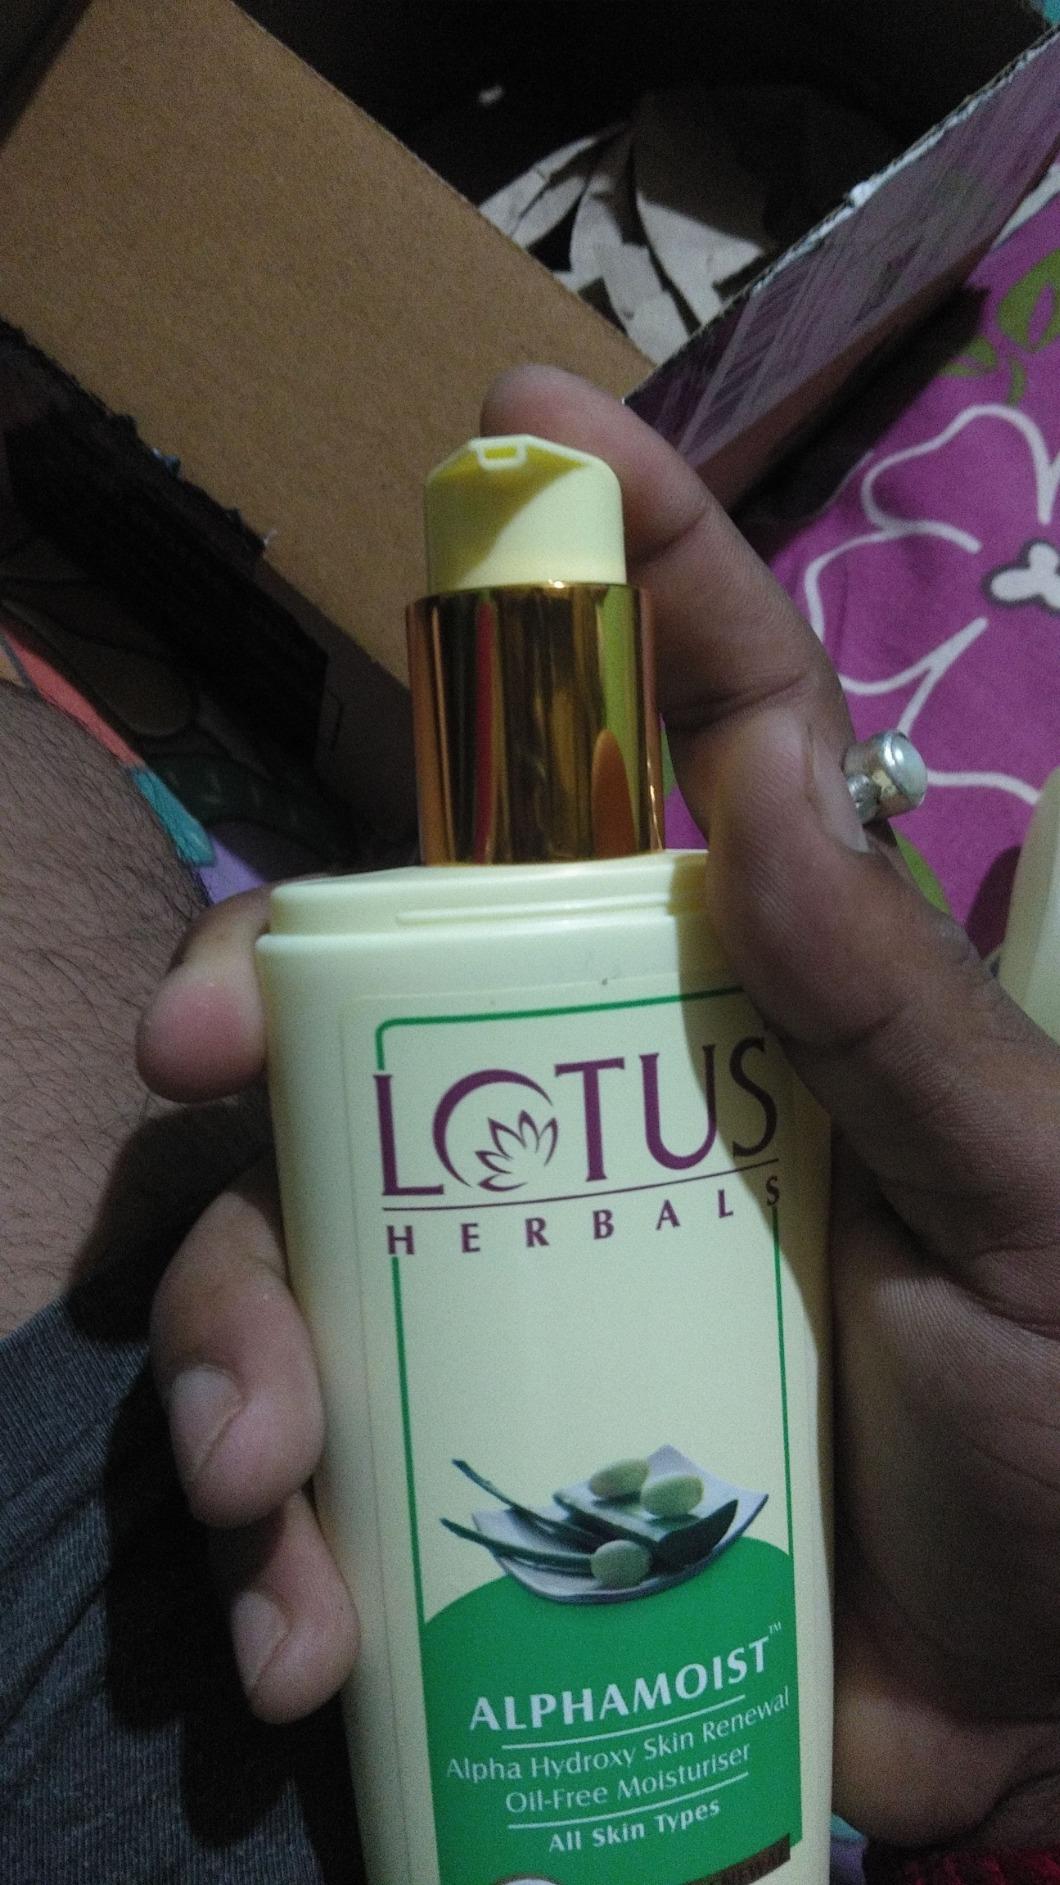 LOTUS
HERBALS
ALPHAMOIST™
Alpha Hydroxy Skin Renewal
Oil-Free Moisturiser
All Skin Types